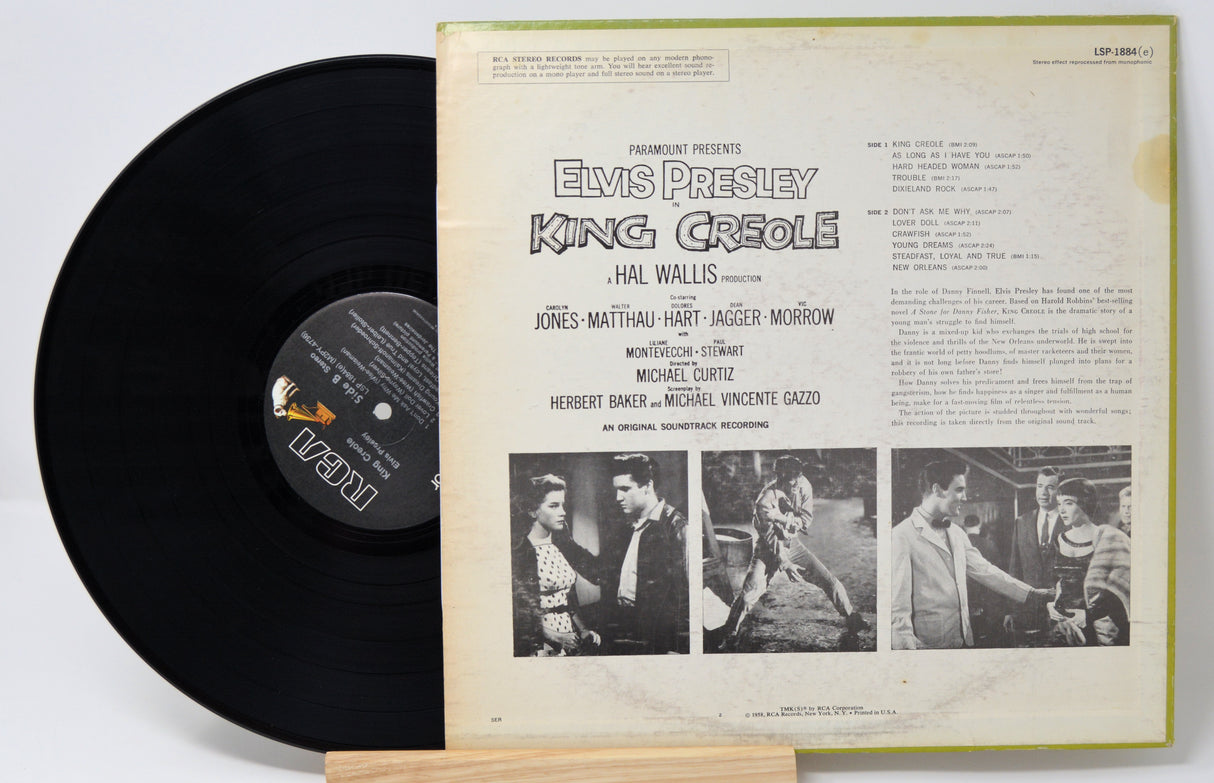 RCA STEREO RECORDS may be played on any modern phono-
graph with a lightweight tone arm. You will hear excellent sound re-
production on a mono player and full stereo sound on a stereo player.
LSP-1884(e)
Stereo effect reprocessed from monophonic
PARAMOUNT PRESENTS
ELVIS PRESLEY
IN
KING CREOLE
A HAL WALLIS PRODUCTION
Co-starring
CAROLYN JONES · WALTER MATTHAU · DOLORES HART · DEAN JAGGER · VIC MORROW
with
LILIANE MONTEVECCHI · PAUL STEWART
Directed by
MICHAEL CURTIZ
Screenplay by
HERBERT BAKER and MICHAEL VINCENTE GAZZO
AN ORIGINAL SOUNDTRACK RECORDING
SIDE 1 KING CREOLE (BMI 2:09)
AS LONG AS I HAVE YOU (ASCAP 1:50)
HARD HEADED WOMAN (ASCAP 1:52)
TROUBLE (BMI 2:17)
DIXIELAND ROCK (ASCAP 1:47)
SIDE 2 DON'T ASK ME WHY (ASCAP 2:07)
LOVER DOLL (ASCAP 2:11)
CRAWFISH (ASCAP 1:52)
YOUNG DREAMS (ASCAP 2:24)
STEADFAST, LOYAL AND TRUE (BMI 1:15)
NEW ORLEANS (ASCAP 2:00)
In the role of Danny Finnell, Elvis Presley has found one of the most
demanding challenges of his career. Based on Harold Robbins' best-selling
novel A Stone for Danny Fisher, KING CREOLE is the dramatic story of a
young man's struggle to find himself.
Danny is a mixed-up kid who exchanges the trials of high school for
the violence and thrills of the New Orleans underworld. He is swept into
the frantic world of petty hoodlums, of master racketeers and their women,
and it is not long before Danny finds himself plunged into plans for a
robbery of his own father's store!
How Danny solves his predicament and frees himself from the trap of
gangsterism, how he finds happiness as a singer and fulfillment as a human
being, make for a fast-moving film of relentless tension.
The action of the picture is studded throughout with wonderful songs;
this recording is taken directly from the original sound track.
SER
2
TMK(S)® by RCA Corporation
© 1958, RCA Records, New York, N.Y. • Printed in U.S.A.
RCA
King Creole
Elvis Presley
Side B Stereo
LSP 1884(e)